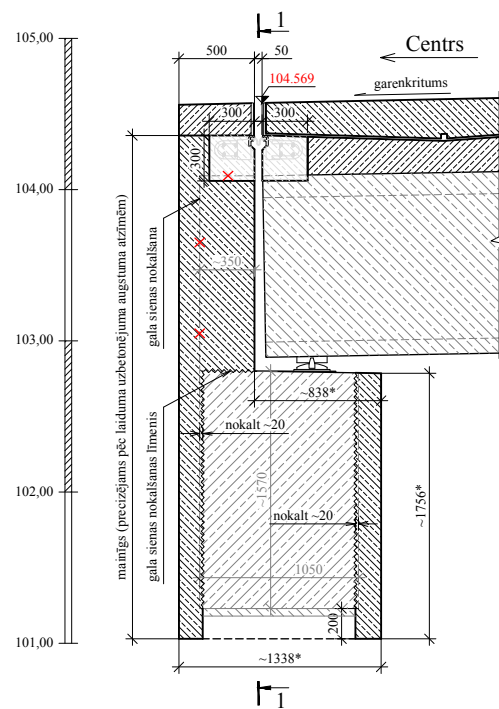 105,00
1
500
50
Centrs
104.569
garenkritums
300
300
300
104,00
mainīgs (precizējams pēc laiduma uzbetonējuma augstuma atzīmēm)
gala sienas nokalšana
~350
103,00
gala sienas nokalšanas līmenis
~838*
nokalt ~20
~1570
102,00
nokalt ~20
~1756*
1050
200
101,00
~1338*
1